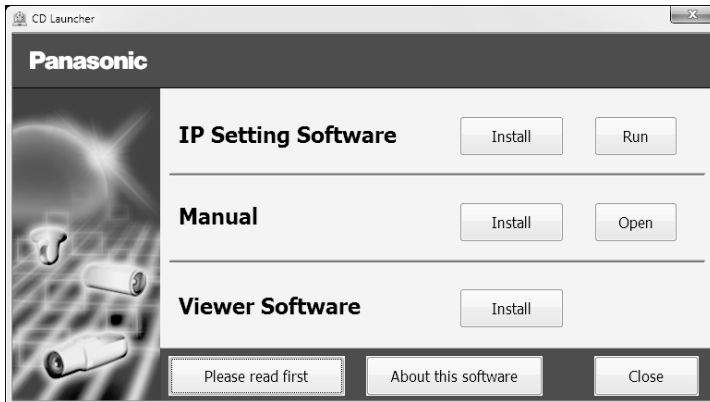 CD Launcher
Panasonic
IP Setting Software Install Run
Manual Install Open
Viewer Software Install
Please read first About this software Close